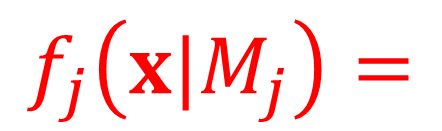 f_j(𝐱|M_j) =